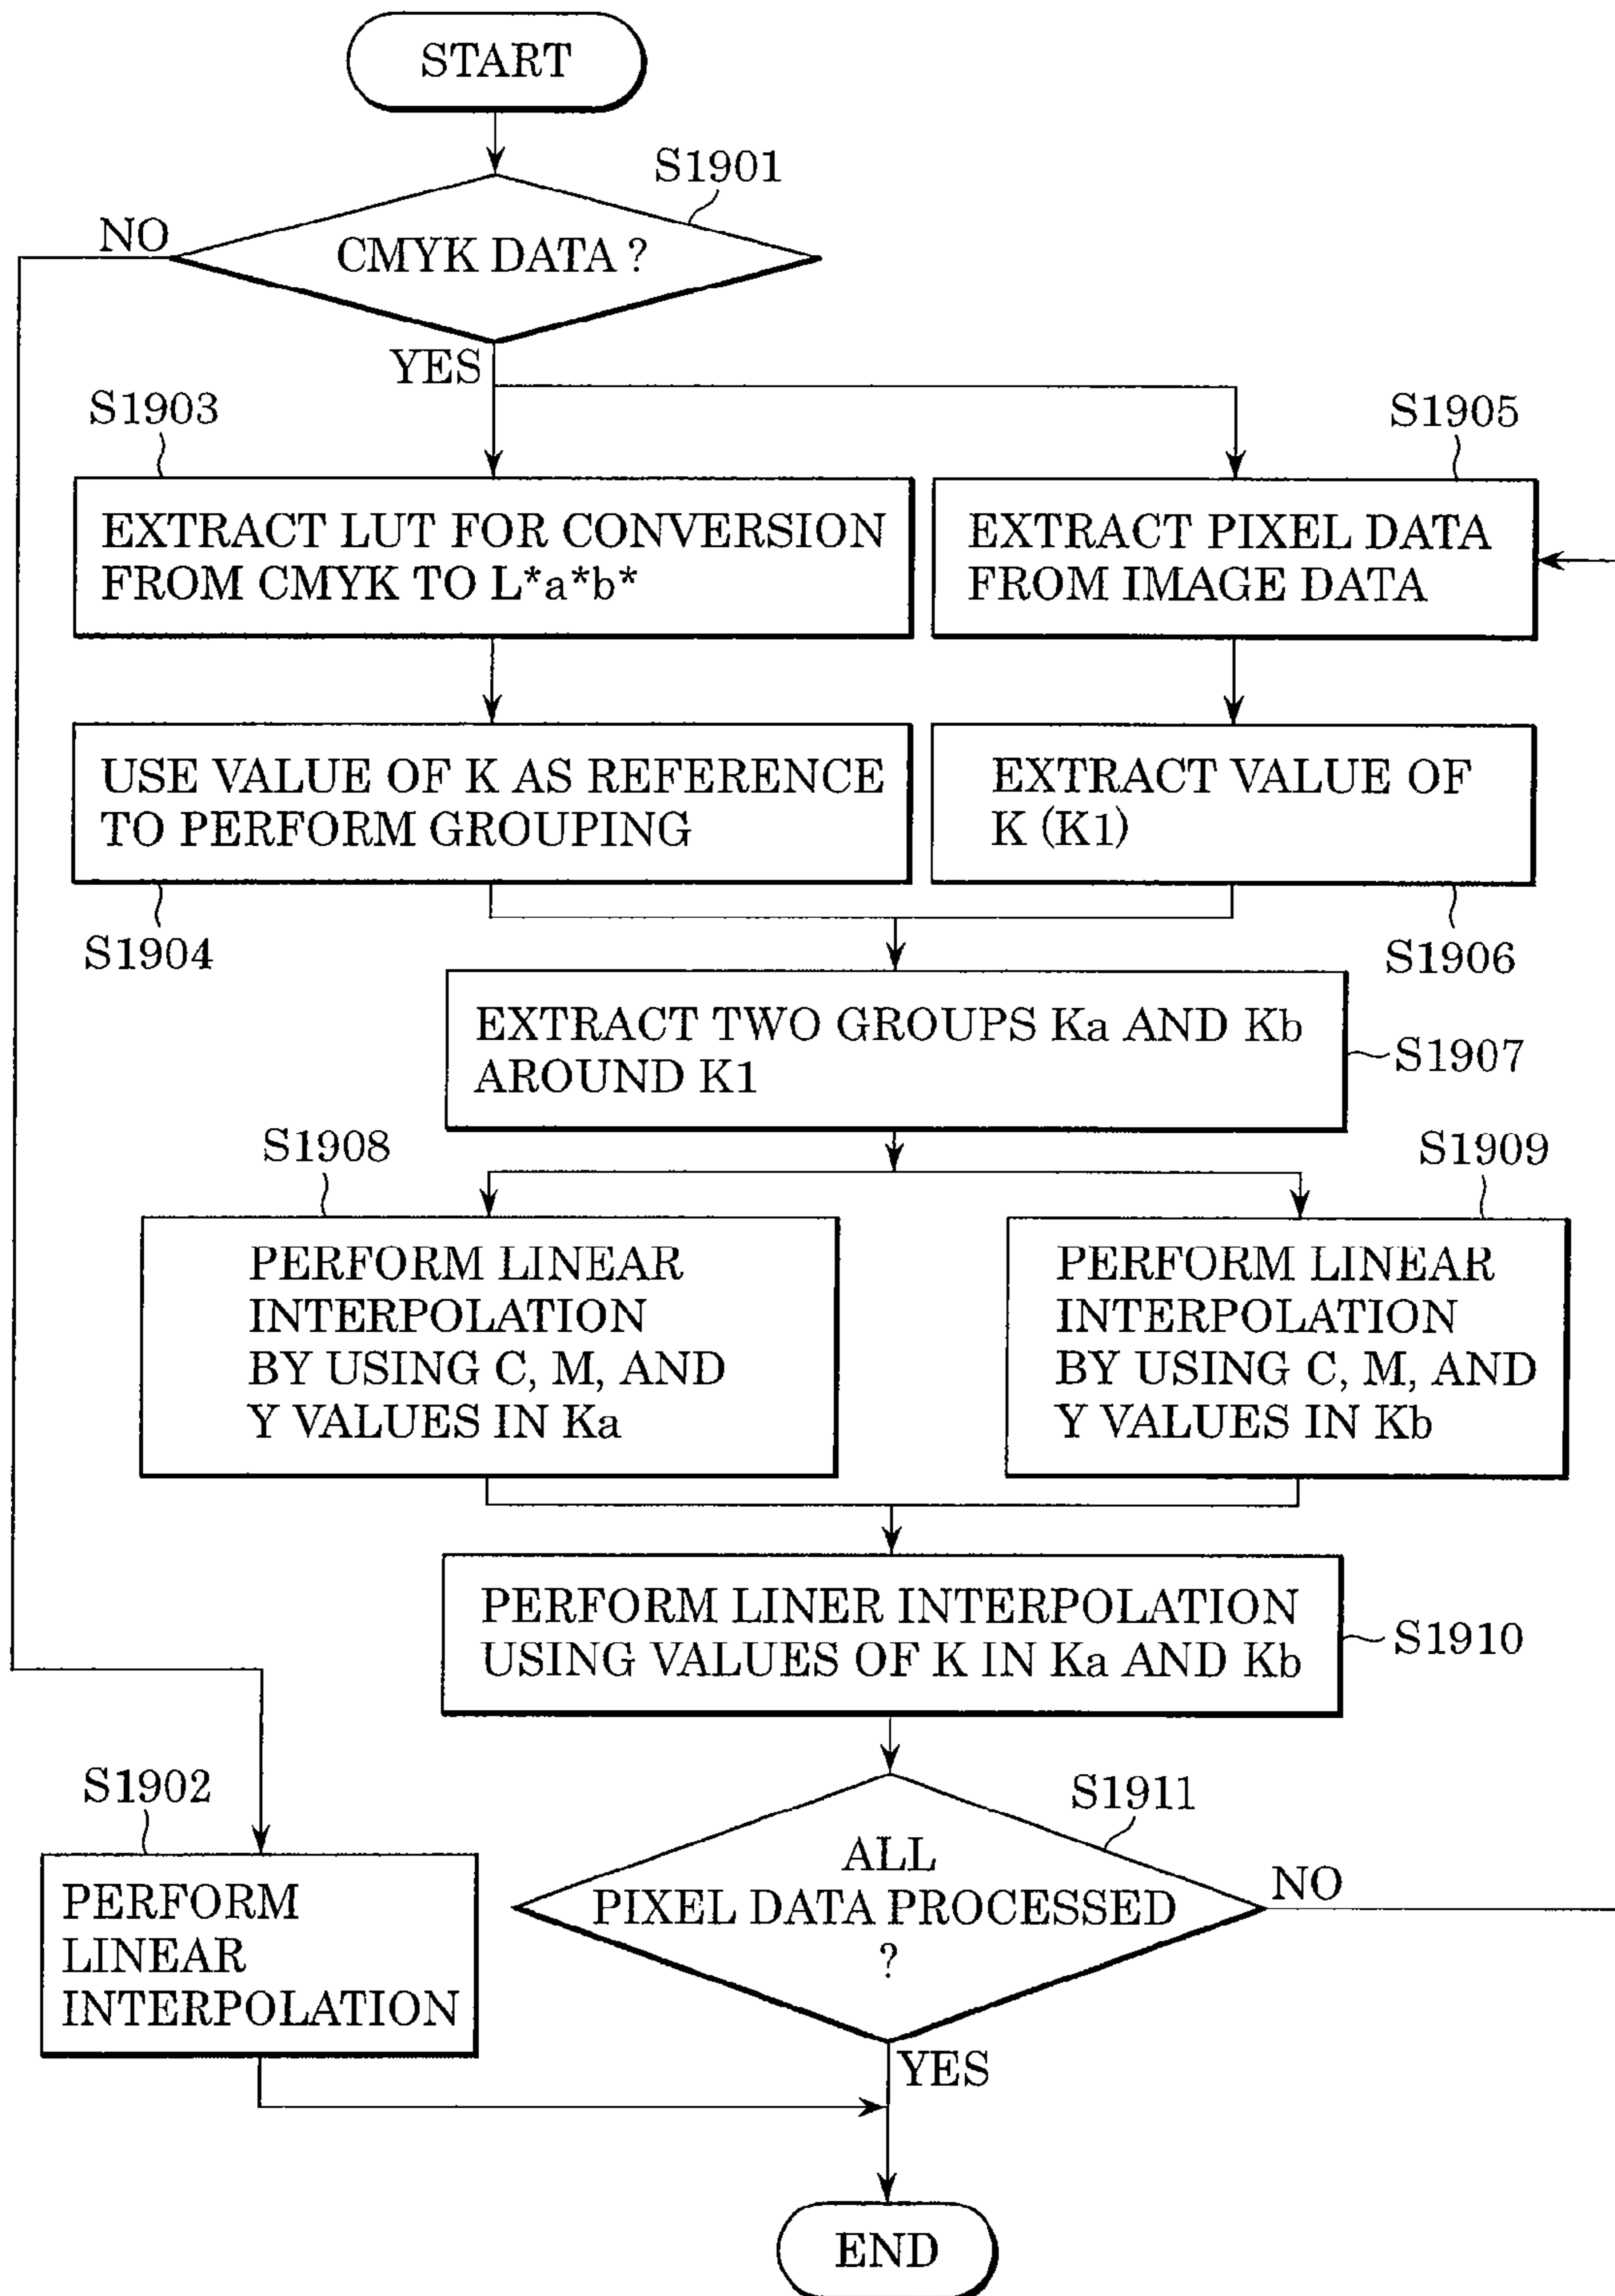 START
S1901
NO
CMYK DATA ?
YES
S1903
EXTRACT LUT FOR CONVERSION
FROM CMYK TO L*a*b*
S1905
EXTRACT PIXEL DATA
FROM IMAGE DATA
USE VALUE OF K AS REFERENCE
TO PERFORM GROUPING
S1904
EXTRACT VALUE OF
K (K1)
S1906
EXTRACT TWO GROUPS Ka AND Kb
AROUND K1
S1907
S1908
PERFORM LINEAR
INTERPOLATION
BY USING C, M, AND
Y VALUES IN Ka
S1909
PERFORM LINEAR
INTERPOLATION
BY USING C, M, AND
Y VALUES IN Kb
PERFORM LINER INTERPOLATION
USING VALUES OF K IN Ka AND Kb
S1910
S1902
PERFORM
LINEAR
INTERPOLATION
S1911
ALL
PIXEL DATA PROCESSED
?
NO
YES
END